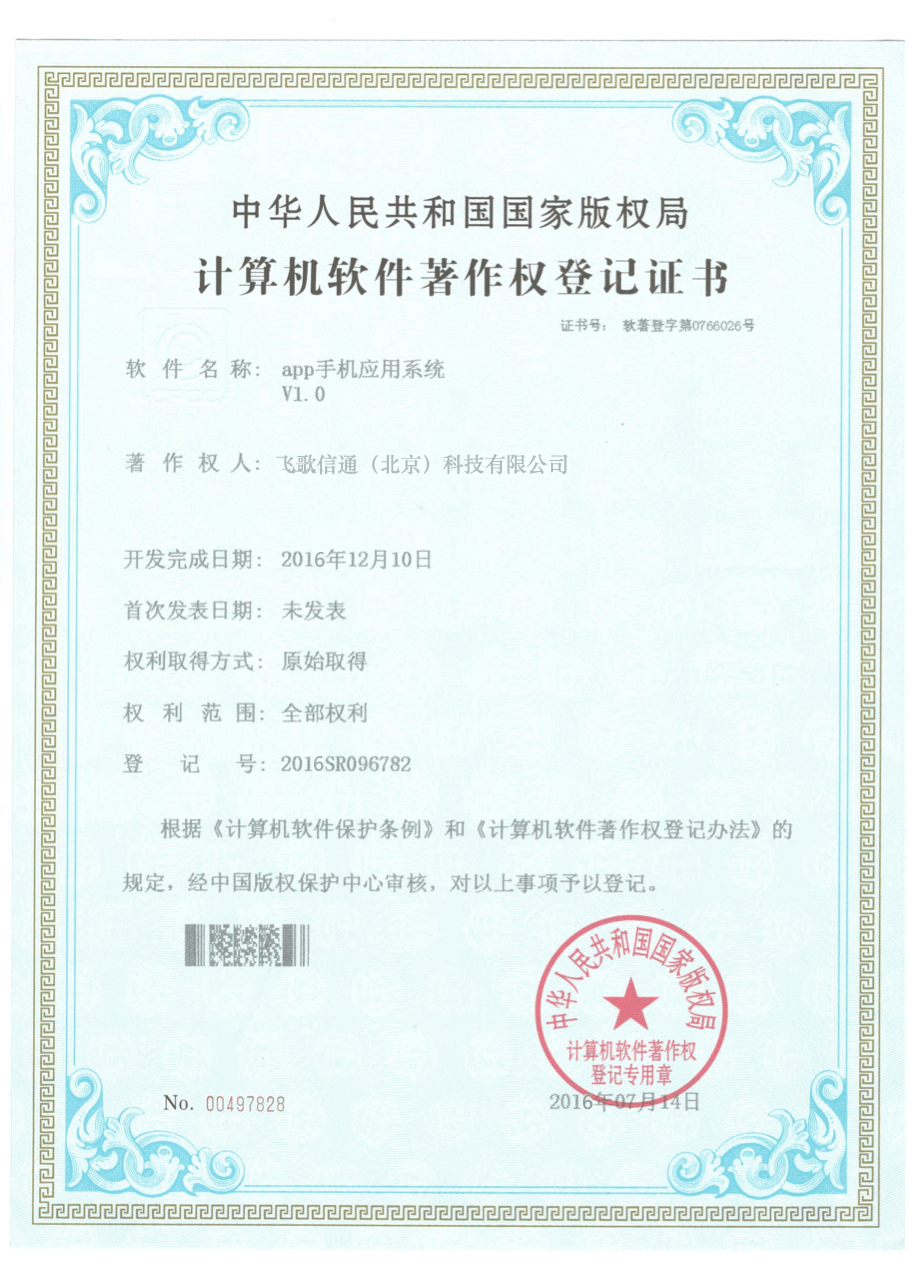 中华人民共和国国家版权局
计算机软件著作权登记证书
证书号： 软著登字第0766026号
软件名称： app手机应用系统
V1.0
著作权人： 飞歌信通（北京）科技有限公司
开发完成日期： 2016年12月10日
首次发表日期： 未发表
权利取得方式： 原始取得
权利范围： 全部权利
登记号： 2016SR096782
根据《计算机软件保护条例》和《计算机软件著作权登记办法》的
规定，经中国版权保护中心审核，对以上事项予以登记。
中华人民共和国国家版权局
计算机软件著作权
登记专用章
No. 00497828
2016年07月14日